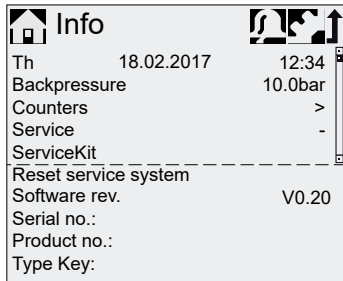 Info
Th 18.02.2017 12:34
Backpressure 10.0bar
Counters >
Service -
ServiceKit
Reset service system
Software rev. V0.20
Serial no.:
Product no.:
Type Key: